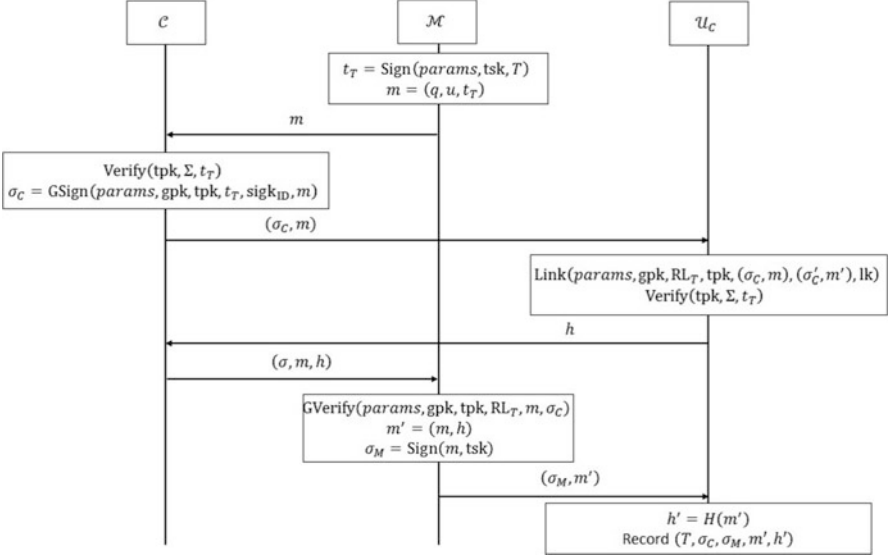 𝒞
ℳ
𝒰_C
t_T = Sign(params, tsk, T)
m = (q, u, t_T)
m
Verify(tpk, Σ, t_T)
σ_C = GSign(params, gpk, tpk, t_T, sigk_ID, m)
(σ_C, m)
Link(params, gpk, RL_T, tpk, (σ_C, m), (σ′_C, m′), lk)
Verify(tpk, Σ, t_T)
h
(σ, m, h)
GVerify(params, gpk, tpk, RL_T, m, σ_C)
m′ = (m, h)
σ_M = Sign(m, tsk)
(σ_M, m′)
h′ = H(m′)
Record (T, σ_C, σ_M, m′, h′)